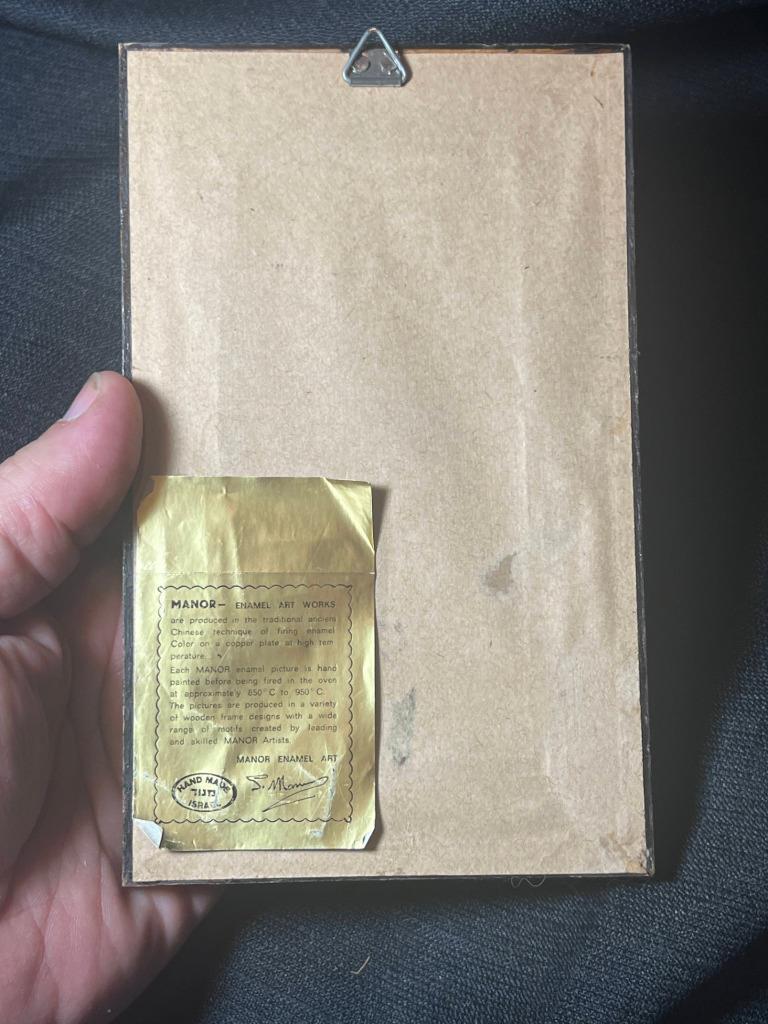 MANOR— ENAMEL ART WORKS
are produced in the traditional ancient
Chinese technique of firing enamel
Color on a copper plate at high tem
perature.
Each MANOR enamel picture is hand
painted before being fired in the oven
at approximately 850°C to 950°C.
The pictures are produced in a variety
of wooden frame designs with a wide
range of motifs created by leading
and skilled MANOR Artists.
MANOR ENAMEL ART
HAND MADE
מנור
ISRAEL
S. Manor